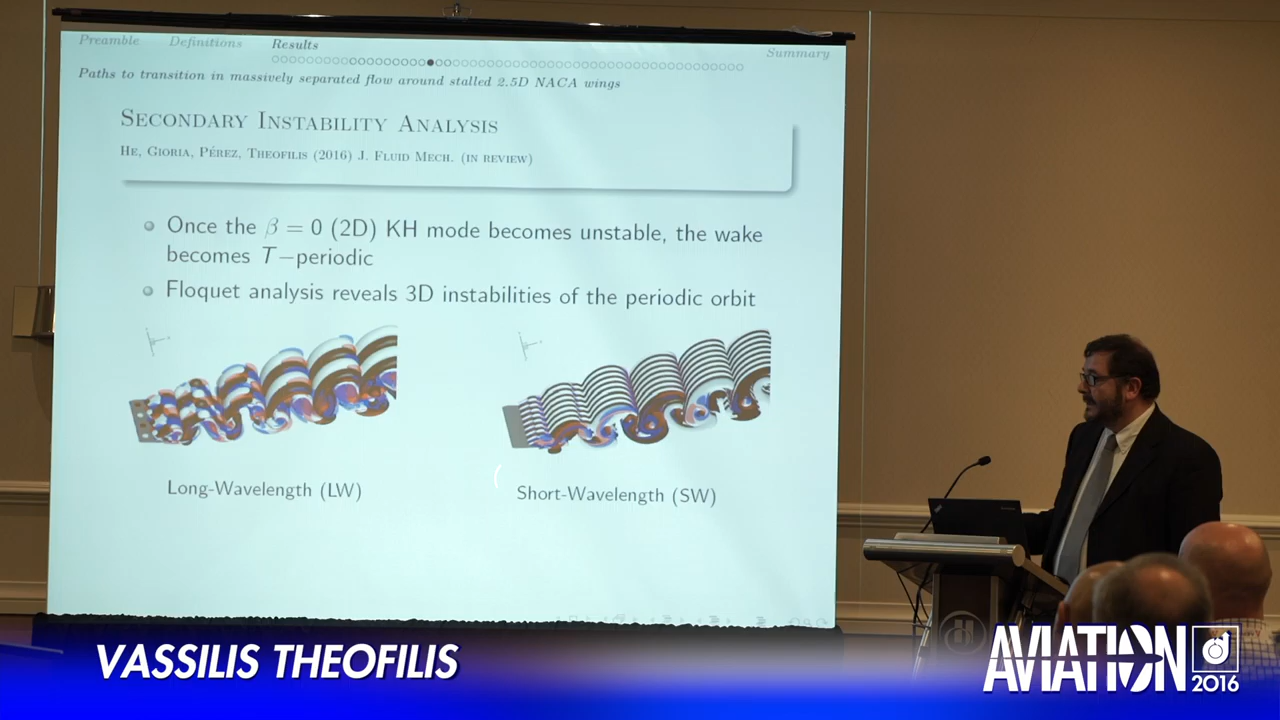 Preamble Definitions Results Summary
Paths to transition in massively separated flow around stalled 2.5D NACA wings
SECONDARY INSTABILITY ANALYSIS
HE, GIORIA, PÉREZ, THEOFILIS (2016) J. FLUID MECH. (IN REVIEW)
Once the β = 0 (2D) KH mode becomes unstable, the wake
becomes T−periodic
Floquet analysis reveals 3D instabilities of the periodic orbit
Long-Wavelength (LW)
Short-Wavelength (SW)
VASSILIS THEOFILIS
AVIATION
2016